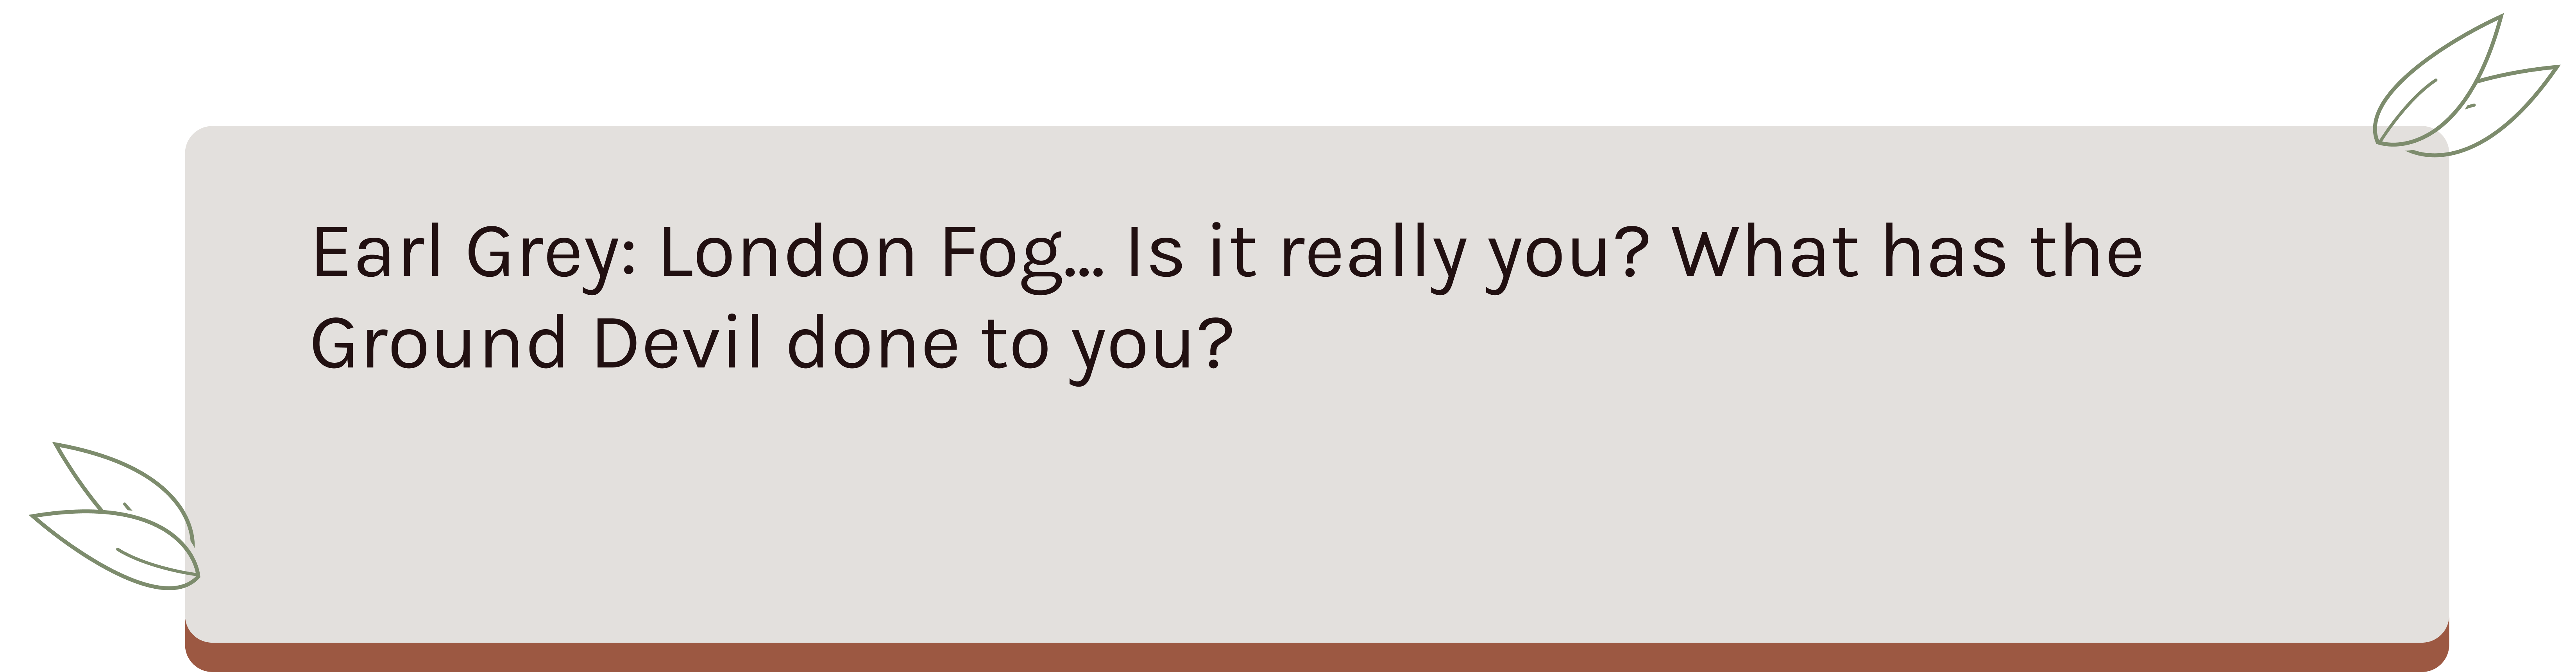 Earl Grey: London Fog... Is it really you? What has the
Ground Devil done to you?